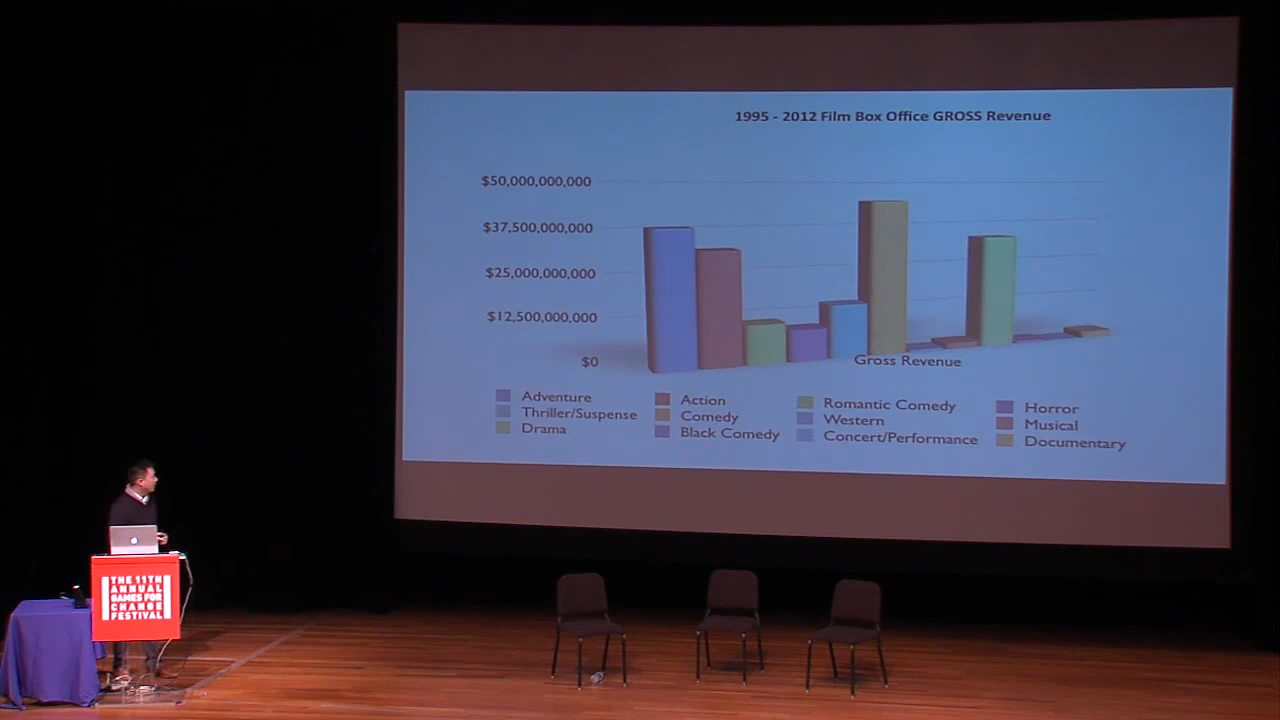 1995 - 2012 Film Box Office GROSS Revenue
$50,000,000,000
$37,500,000,000
$25,000,000,000
$12,500,000,000
$0
Gross Revenue
Adventure
Action
Romantic Comedy
Horror
Thriller/Suspense
Comedy
Western
Musical
Drama
Black Comedy
Concert/Performance
Documentary
THE 11TH
ANNUAL
GAMES FOR
CHANGE
FESTIVAL